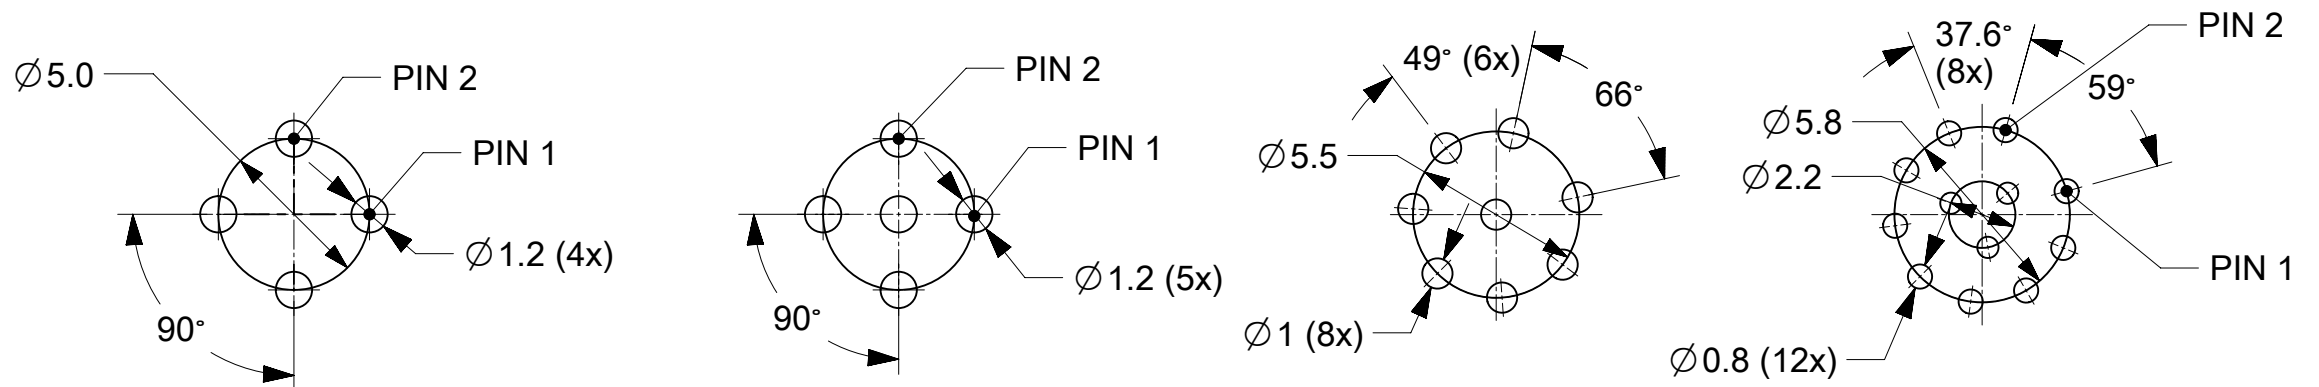 ∅5.0
PIN 2
PIN 1
∅1.2 (4x)
90°
PIN 2
PIN 1
∅1.2 (5x)
90°
49° (6x)
66°
∅5.5
∅1 (8x)
37.6°
(8x)
PIN 2
59°
∅5.8
∅2.2
PIN 1
∅0.8 (12x)